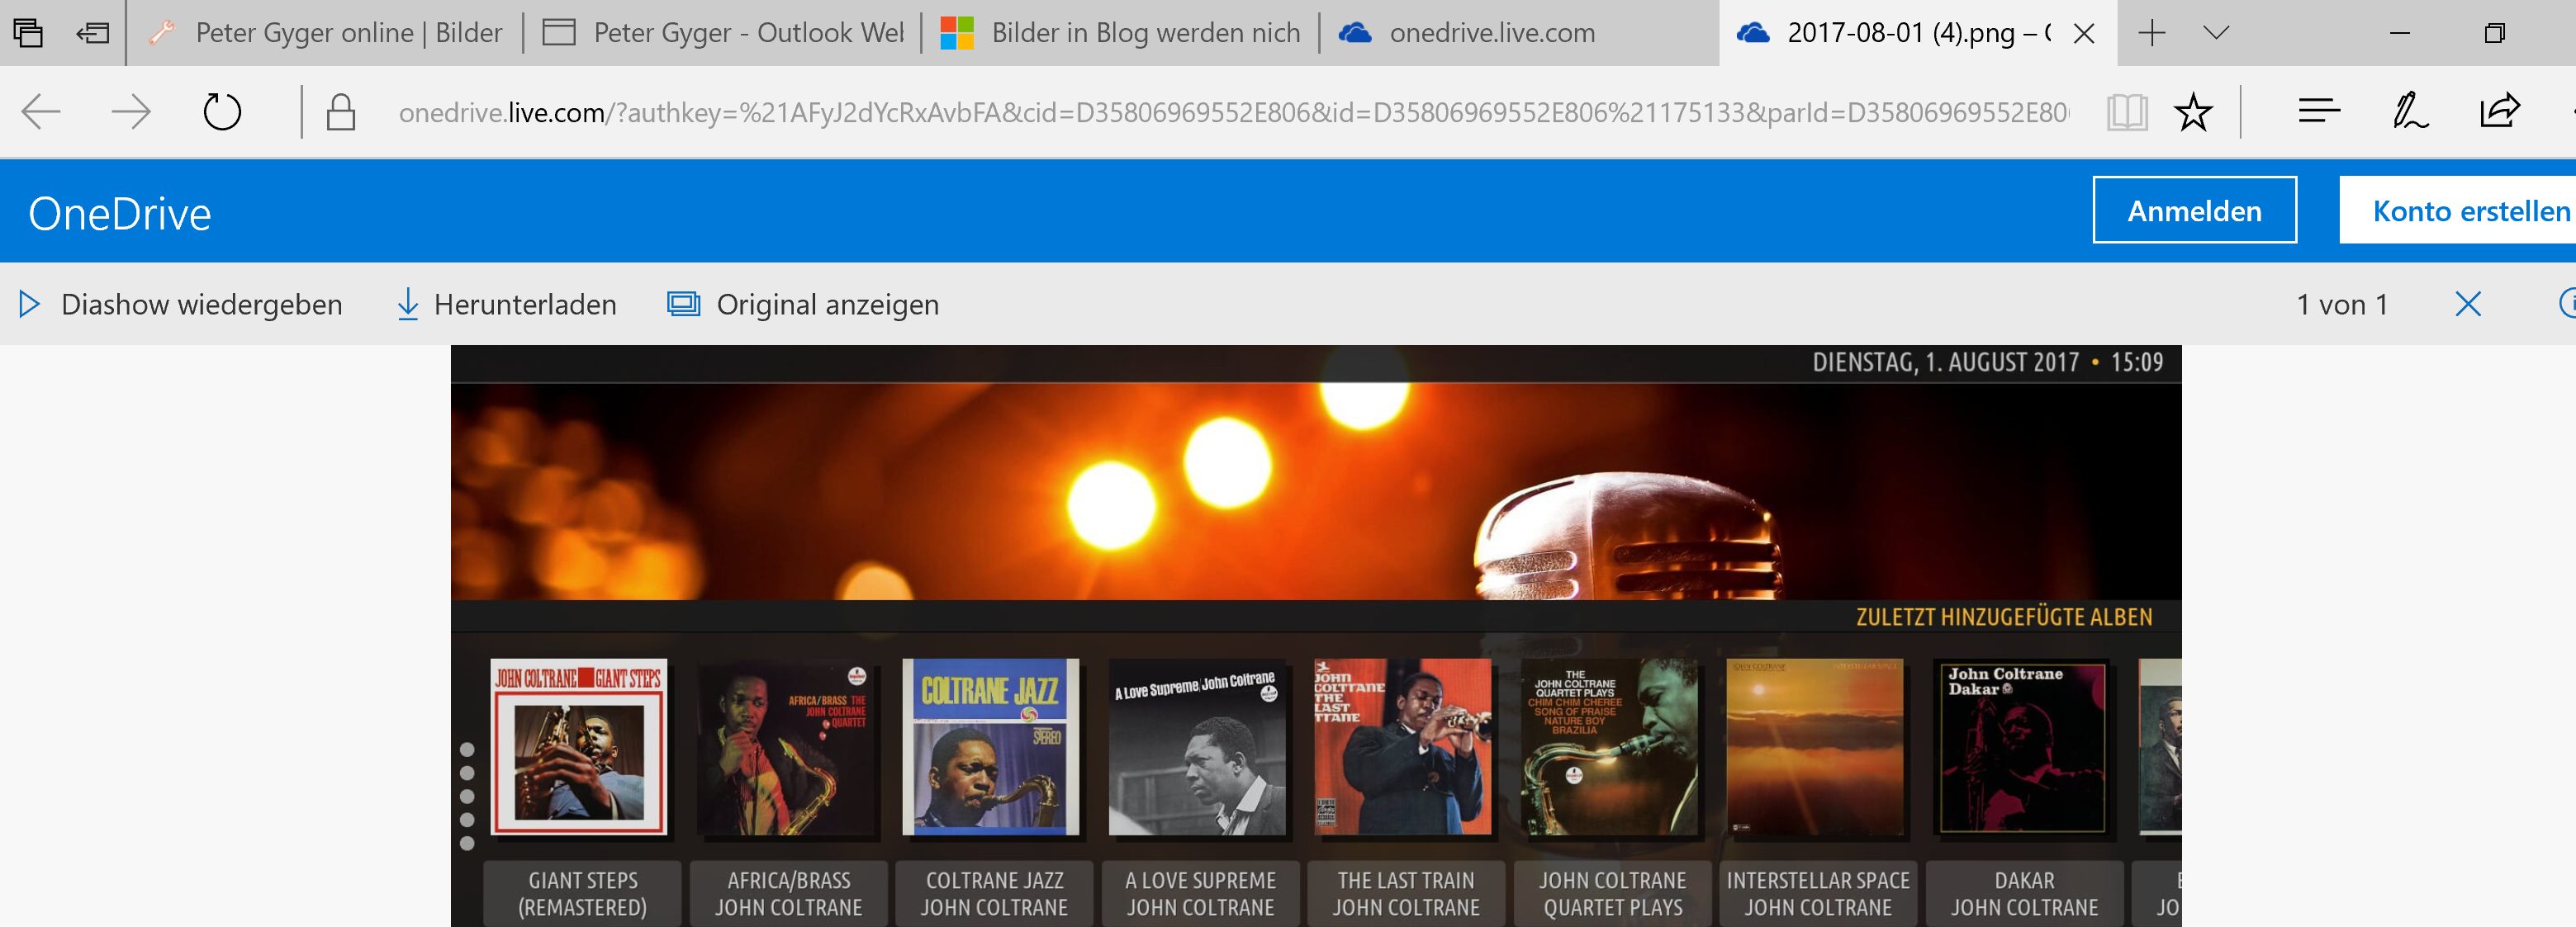 Peter Gyger online | Bilder
Peter Gyger - Outlook Wel
Bilder in Blog werden nich
onedrive.live.com
2017-08-01 (4).png – O
onedrive.live.com/?authkey=%21AFyJ2dYcRxAvbFA&cid=D35806969552E806&id=D35806969552E806%21175133&parId=D35806969552E80
OneDrive
Anmelden
Konto erstellen
Diashow wiedergeben
Herunterladen
Original anzeigen
1 von 1
DIENSTAG, 1. AUGUST 2017 • 15:09
ZULETZT HINZUGEFÜGTE ALBEN
JOHN COLTRANE GIANT STEPS
AFRICA/BRASS THE
JOHN COLTRANE
QUARTET
COLTRANE JAZZ
STEREO
A Love Supreme/John Coltrane
JOHN
COLTRANE
THE
LAST
TRANE
THE
JOHN COLTRANE
QUARTET PLAYS
CHIM CHIM CHEREE
SONG OF PRAISE
NATURE BOY
BRAZILIA
JOHN COLTRANE
INTERSTELLAR SPACE
John Coltrane
Dakar
GIANT STEPS
(REMASTERED)
AFRICA/BRASS
JOHN COLTRANE
COLTRANE JAZZ
JOHN COLTRANE
A LOVE SUPREME
JOHN COLTRANE
THE LAST TRAIN
JOHN COLTRANE
JOHN COLTRANE
QUARTET PLAYS
INTERSTELLAR SPACE
JOHN COLTRANE
DAKAR
JOHN COLTRANE
JO